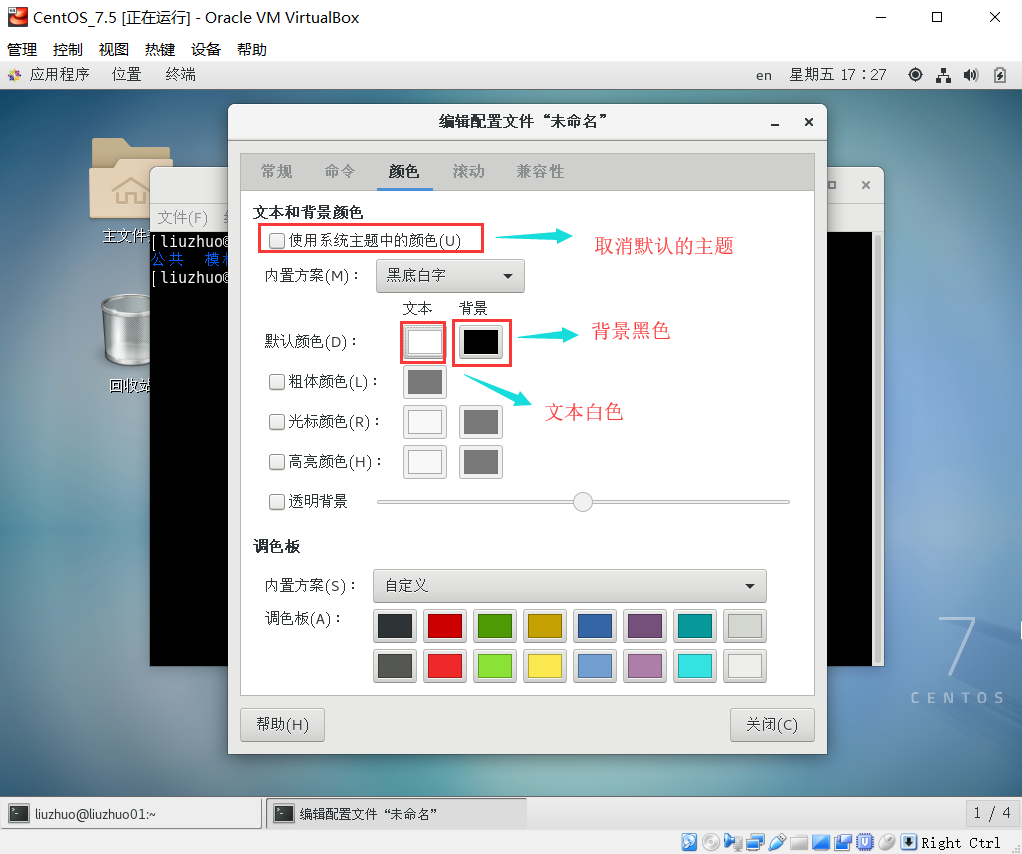 CentOS_7.5 [正在运行] - Oracle VM VirtualBox
管理 控制 视图 热键 设备 帮助
应用程序 位置 终端 en 星期五 17：27
编辑配置文件“未命名”
常规 命令 颜色 滚动 兼容性
文件(F)
主文件
[liuzhuo@
公共
[liuzhuo@
回收站
文本和背景颜色
使用系统主题中的颜色(U)
取消默认的主题
内置方案(M)： 黑底白字
文本 背景
默认颜色(D)：
背景黑色
粗体颜色(L)：
文本白色
光标颜色(R)：
高亮颜色(H)：
透明背景
调色板
内置方案(S)： 自定义
调色板(A)：
帮助(H) 关闭(C)
7
CENTOS
liuzhuo@liuzhuo01:~ 编辑配置文件“未命名” 1 / 4
Right Ctrl